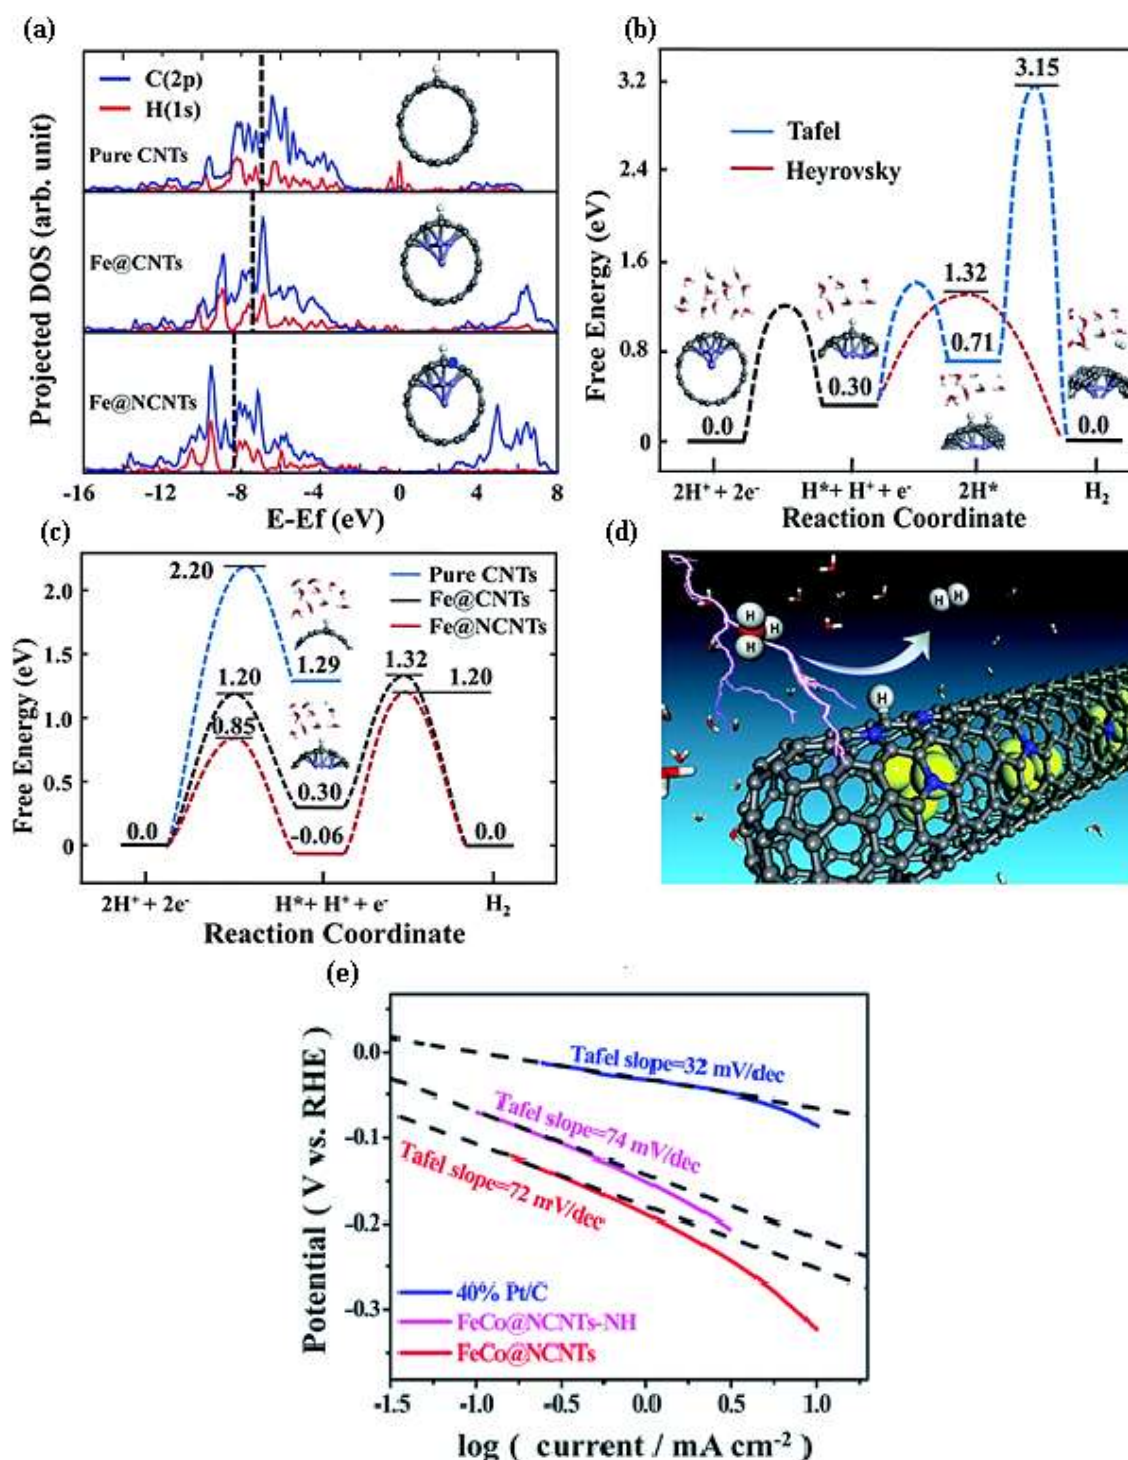 (a)
C(2p)
H(1s)
Pure CNTs
Fe@CNTs
Fe@NCNTs
Projected DOS (arb. unit)
-16 -12 -8 -4 0 4 8
E-Ef (eV)
(b)
3.2
2.4
1.6
0.8
0
Free Energy (eV)
3.15
Tafel
Heyrovsky
1.32
0.71
0.30
0.0
0.0
2H⁺ + 2e⁻ H*+ H⁺ + e⁻ 2H* H₂
Reaction Coordinate
(c)
2.0
1.5
1.0
0.5
0
Free Energy (eV)
2.20
Pure CNTs
Fe@CNTs
Fe@NCNTs
1.29
1.32
1.20
1.20
0.85
0.30
-0.06
0.0
0.0
2H⁺ + 2e⁻ H*+ H⁺ + e⁻ H₂
Reaction Coordinate
(d)
H
H
H
H
H
H
(e)
0.0
-0.1
-0.2
-0.3
Potential ( V vs. RHE )
Tafel slope=32 mV/dec
Tafel slope=74 mV/dec
Tafel slope=72 mV/dec
40% Pt/C
FeCo@NCNTs-NH
FeCo@NCNTs
-1.5 -1.0 -0.5 0.0 0.5 1.0
log ( current / mA cm⁻² )